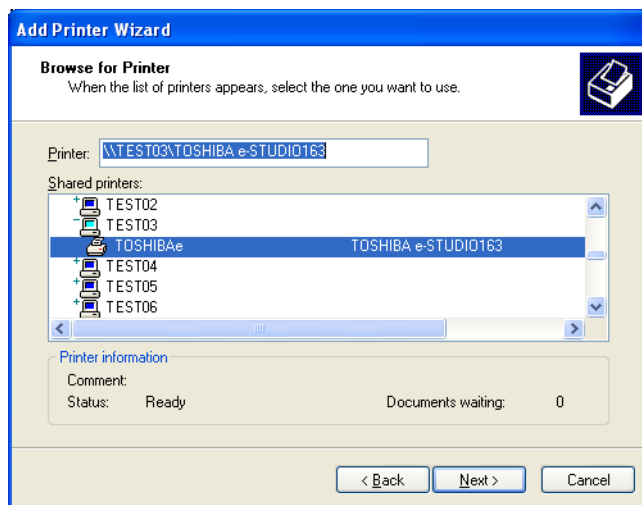 Add Printer Wizard
Browse for Printer
When the list of printers appears, select the one you want to use.
Printer: \\TEST03\TOSHIBA e-STUDIO163
Shared printers:
TEST02
TEST03
TOSHIBAe TOSHIBA e-STUDIO163
TEST04
TEST05
TEST06
Printer information
Comment:
Status: Ready Documents waiting: 0
< Back Next > Cancel